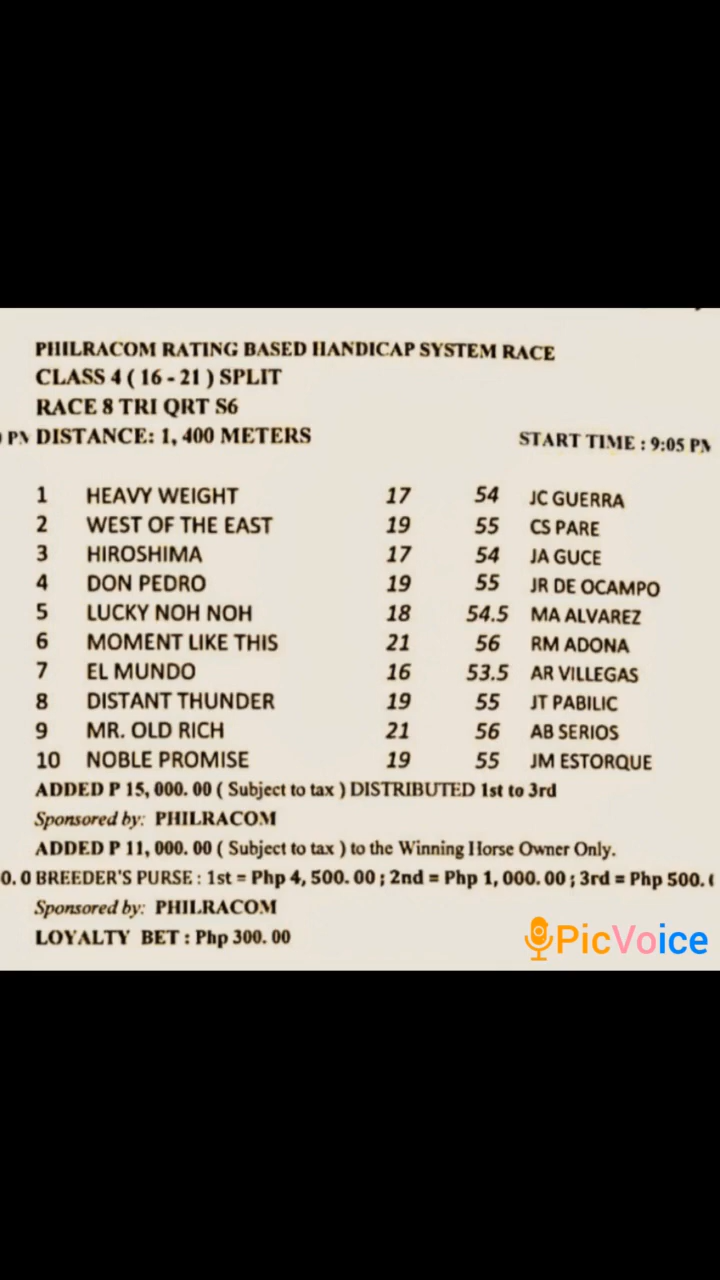 PHILRACOM RATING BASED HANDICAP SYSTEM RACE
CLASS 4 ( 16 - 21 ) SPLIT
RACE 8 TRI QRT S6
PM DISTANCE: 1, 400 METERS START TIME : 9:05 PM
1 HEAVY WEIGHT 17 54 JC GUERRA
2 WEST OF THE EAST 19 55 CS PARE
3 HIROSHIMA 17 54 JA GUCE
4 DON PEDRO 19 55 JR DE OCAMPO
5 LUCKY NOH NOH 18 54.5 MA ALVAREZ
6 MOMENT LIKE THIS 21 56 RM ADONA
7 EL MUNDO 16 53.5 AR VILLEGAS
8 DISTANT THUNDER 19 55 JT PABILIC
9 MR. OLD RICH 21 56 AB SERIOS
10 NOBLE PROMISE 19 55 JM ESTORQUE
ADDED P 15, 000. 00 ( Subject to tax ) DISTRIBUTED 1st to 3rd
Sponsored by: PHILRACOM
ADDED P 11, 000. 00 ( Subject to tax ) to the Winning Horse Owner Only.
0. 0 BREEDER'S PURSE : 1st = Php 4, 500. 00 ; 2nd = Php 1, 000. 00 ; 3rd = Php 500.
Sponsored by: PHILRACOM
LOYALTY BET : Php 300. 00
PicVoice